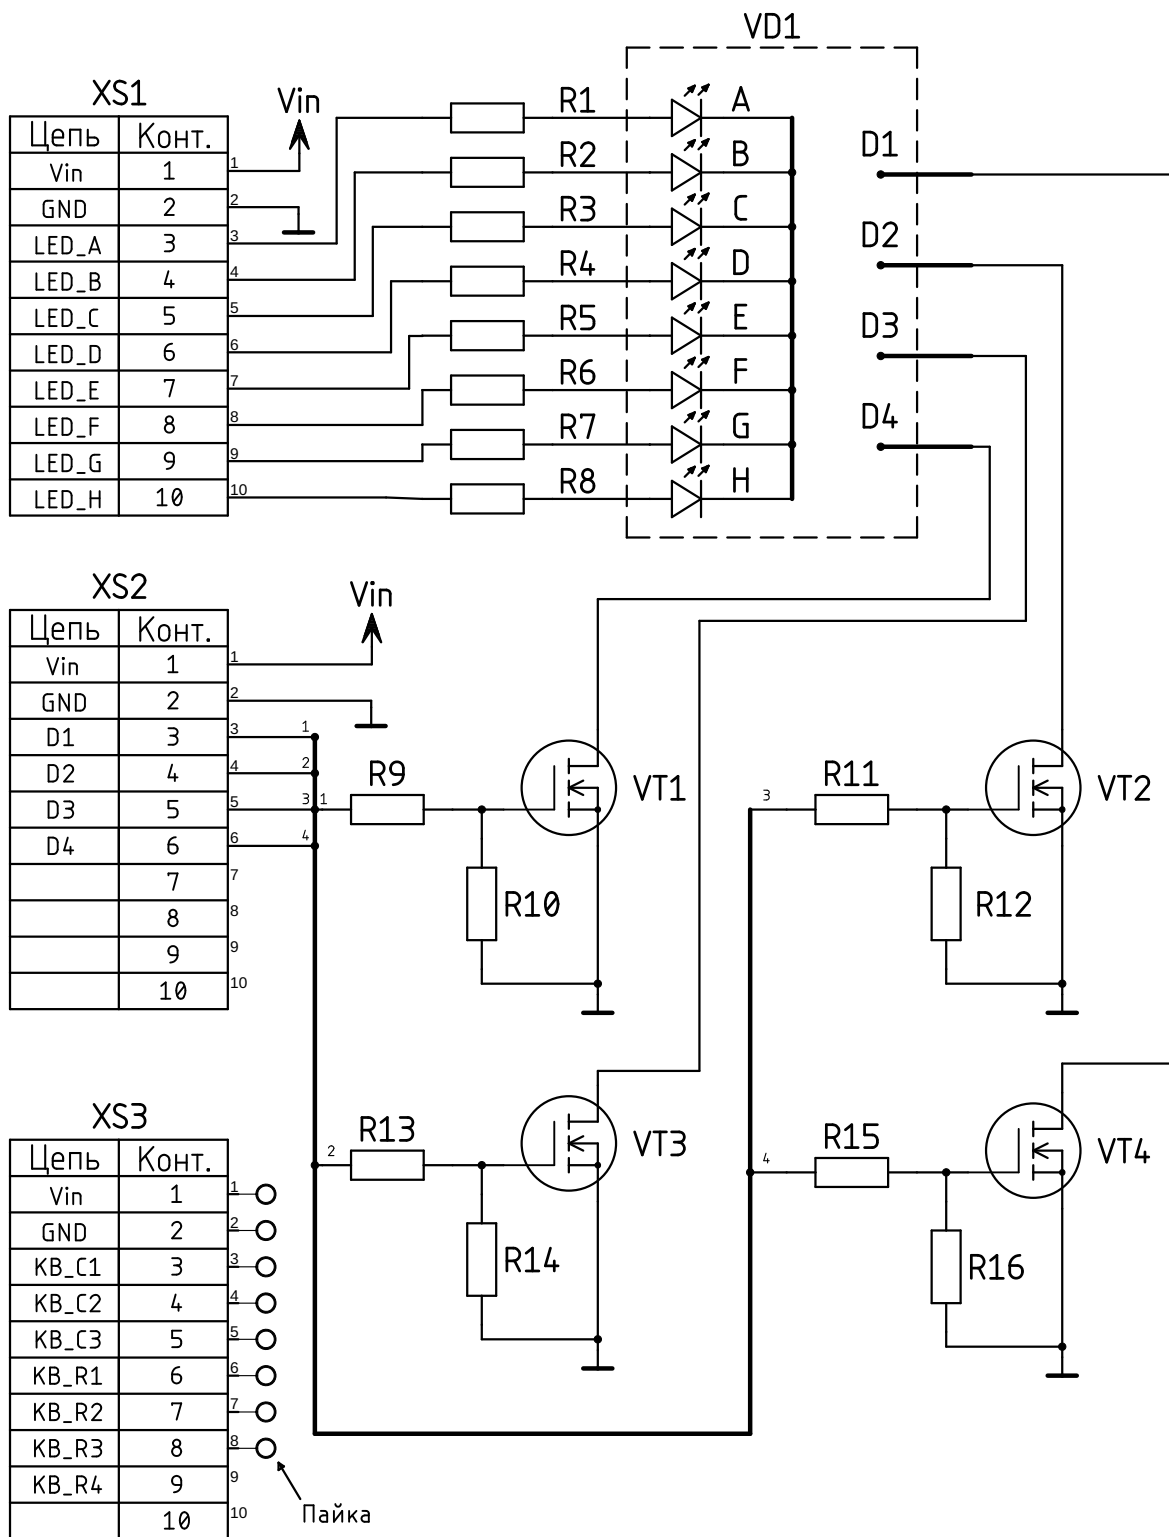 VD1
XS1
Vin
Цепь Конт.
Vin 1 1
GND 2 2
LED_A 3 3
LED_B 4 4
LED_C 5 5
LED_D 6 6
LED_E 7 7
LED_F 8 8
LED_G 9 9
LED_H 10 10
R1 A
R2 B
R3 C
R4 D
R5 E
R6 F
R7 G
R8 H
D1
D2
D3
D4
XS2
Vin
Цепь Конт.
Vin 1 1
GND 2 2
D1 3 3 1
D2 4 4 2
D3 5 5 3 1
D4 6 6 4
7 7
8 8
9 9
10 10
R9 VT1
R10
3 R11 VT2
R12
2 R13 VT3
R14
4 R15 VT4
R16
XS3
Цепь Конт.
Vin 1 1
GND 2 2
KB_C1 3 3
KB_C2 4 4
KB_C3 5 5
KB_R1 6 6
KB_R2 7 7
KB_R3 8 8
KB_R4 9 9
10 10
Пайка